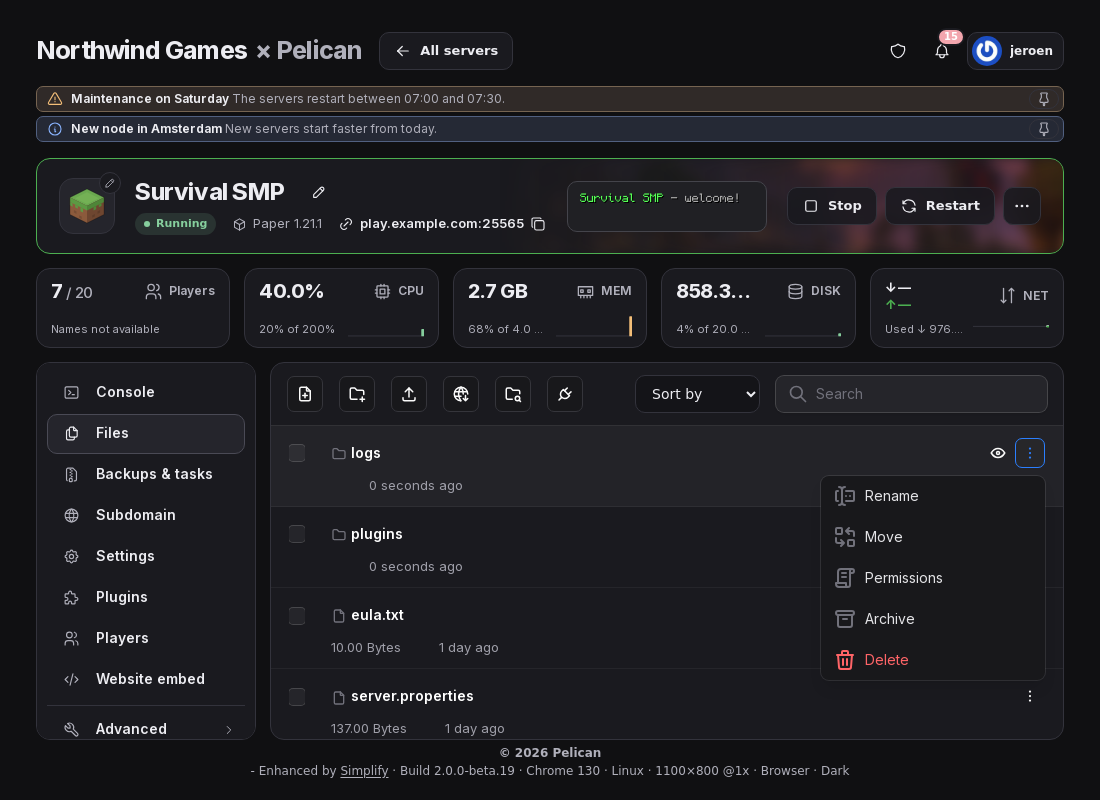 Northwind Games × Pelican
All servers
15
jeroen
Maintenance on Saturday The servers restart between 07:00 and 07:30.
New node in Amsterdam New servers start faster from today.
Survival SMP
Running
Paper 1.21.1
play.example.com:25565
Survival SMP - welcome!
Stop
Restart
7 / 20
Players
Names not available
40.0%
CPU
20% of 200%
2.7 GB
MEM
68% of 4.0 ...
858.3...
DISK
4% of 20.0 ...
↓—
↑—
NET
Used ↓ 976....
Console
Files
Backups & tasks
Subdomain
Settings
Plugins
Players
Website embed
Advanced
Sort by
Search
logs
0 seconds ago
plugins
0 seconds ago
eula.txt
10.00 Bytes 1 day ago
server.properties
137.00 Bytes 1 day ago
Rename
Move
Permissions
Archive
Delete
© 2026 Pelican
- Enhanced by Simplify · Build 2.0.0-beta.19 · Chrome 130 · Linux · 1100×800 @1x · Browser · Dark